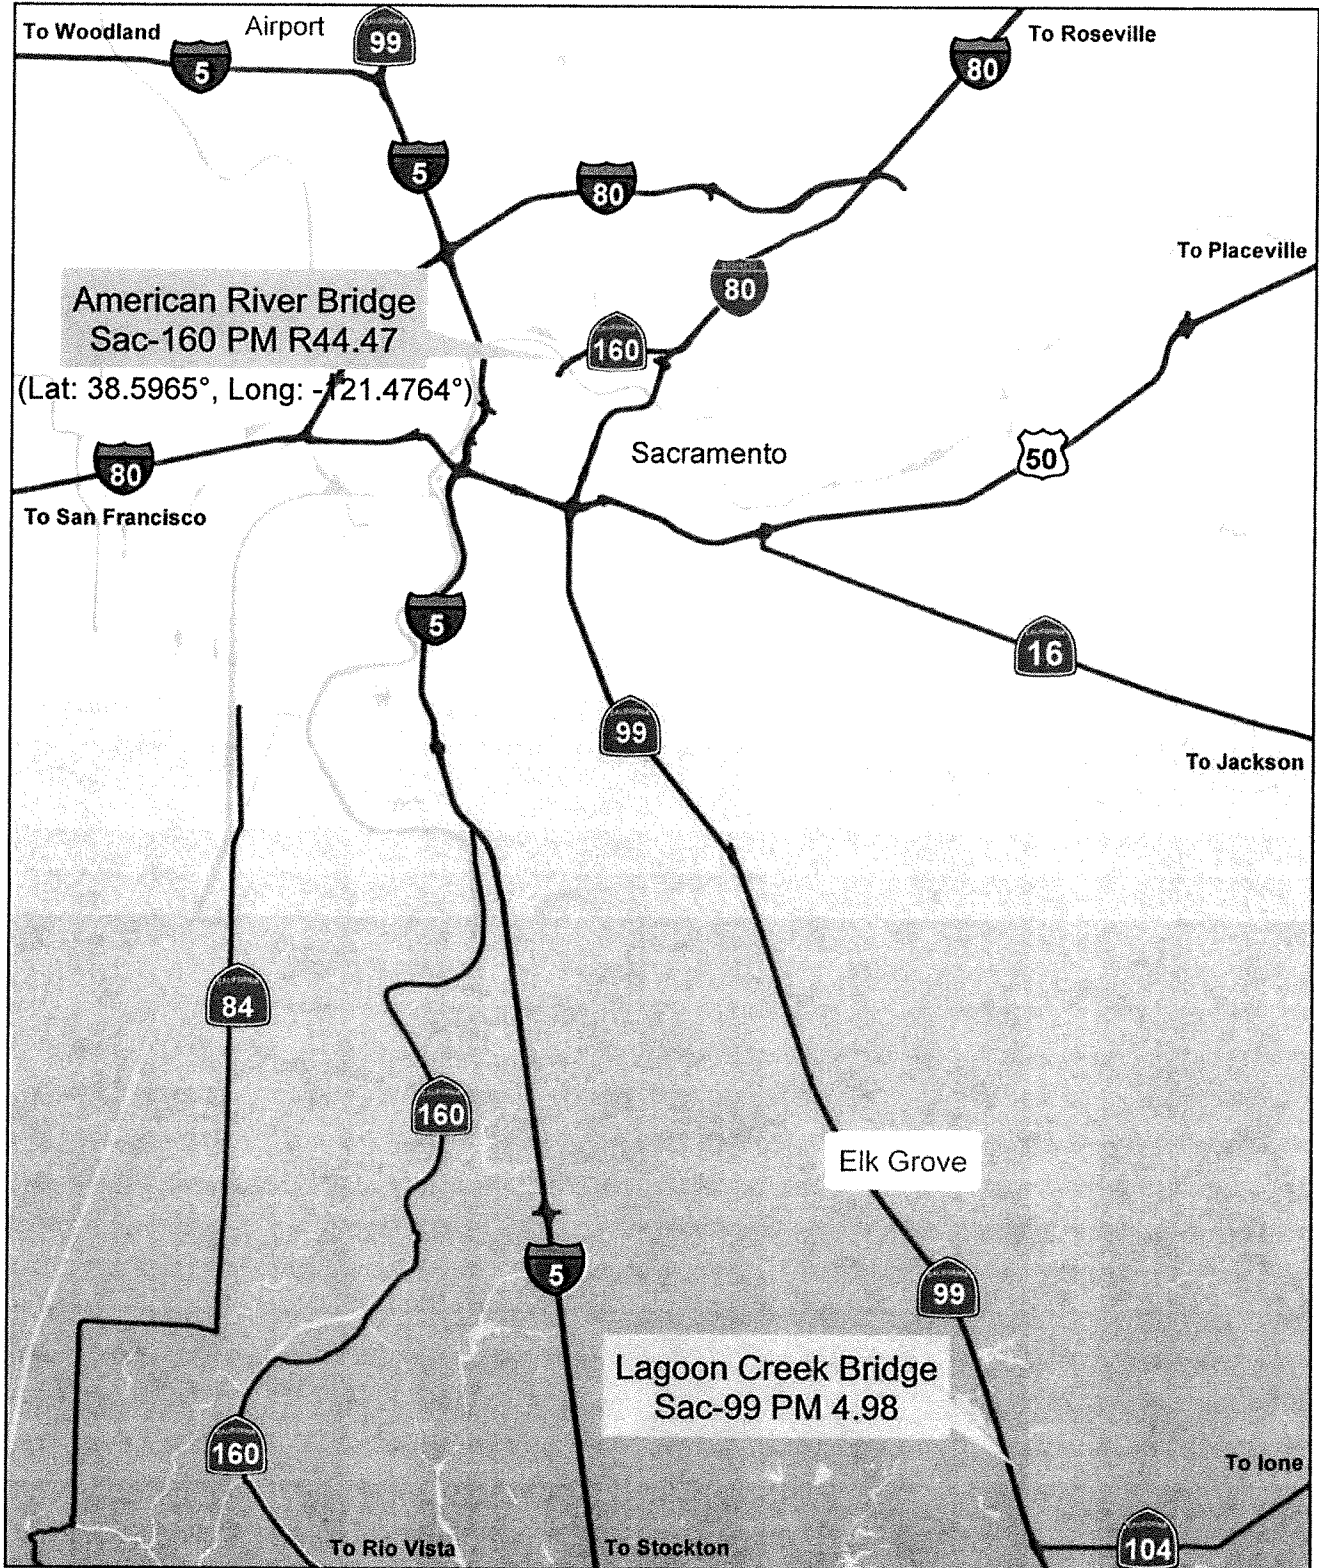 To Woodland
Airport
99
To Roseville
5
80
5
80
To Placeville
American River Bridge
Sac-160 PM R44.47
80
160
(Lat: 38.5965°, Long: -121.4764°)
Sacramento
50
80
To San Francisco
5
16
99
To Jackson
CALIFORNIA
84
160
Elk Grove
5
99
Lagoon Creek Bridge
Sac-99 PM 4.98
160
To Ione
To Rio Vista
To Stockton
104